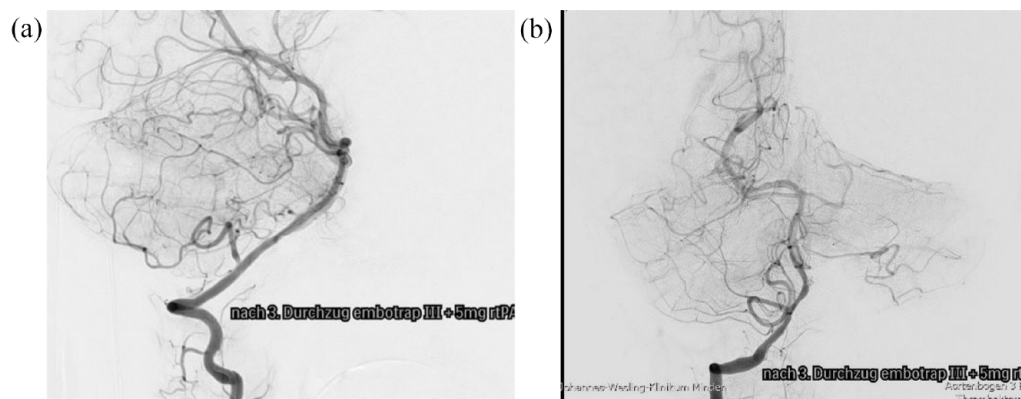 (a)
(b)
nach 3. Durchzug embotrap III + 5mg rtPA
nach 3. Durchzug embotrap III + 5mg rt
Johannes-Wesling-Klinikum Minden
Aortenbogen 3